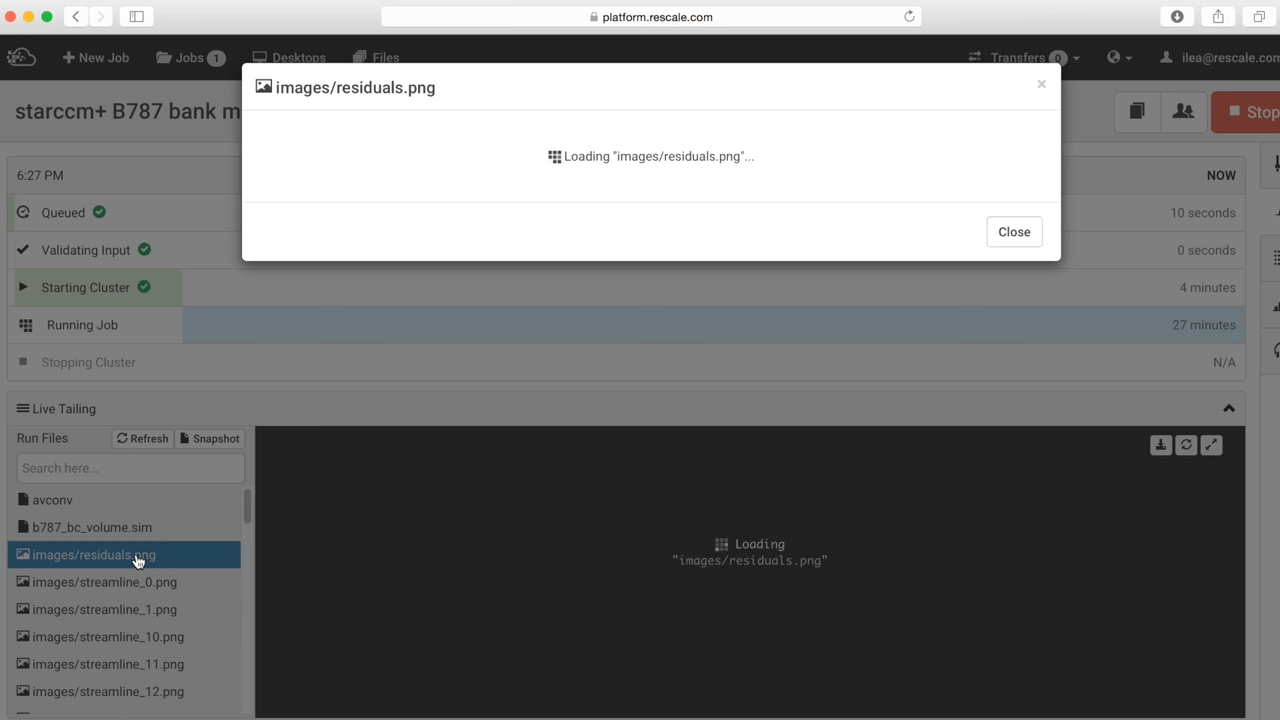 platform.rescale.com
New Job
Jobs 1
Desktops
Files
Transfers 0
ilea@rescale.com
images/residuals.png
×
starccm+ B787 bank m
Stop
Loading "images/residuals.png"...
Close
6:27 PM
NOW
Queued
10 seconds
Validating Input
0 seconds
Starting Cluster
4 minutes
Running Job
27 minutes
Stopping Cluster
N/A
Live Tailing
Run Files
Refresh
Snapshot
Search here...
avconv
b787_bc_volume.sim
images/residuals.png
images/streamline_0.png
images/streamline_1.png
images/streamline_10.png
images/streamline_11.png
images/streamline_12.png
Loading
"images/residuals.png"